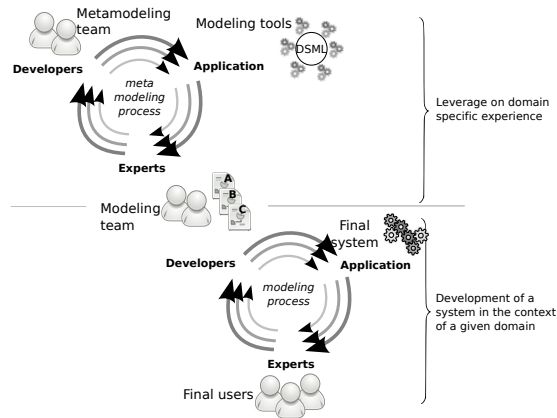 Metamodeling
team
Modeling tools
DSML
Developers
Application
meta
modeling
process
Experts
Leverage on domain
specific experience
A
B
C
Modeling
team
Final
system
Developers
Application
modeling
process
Experts
Final users
Development of a
system in the context
of a given domain